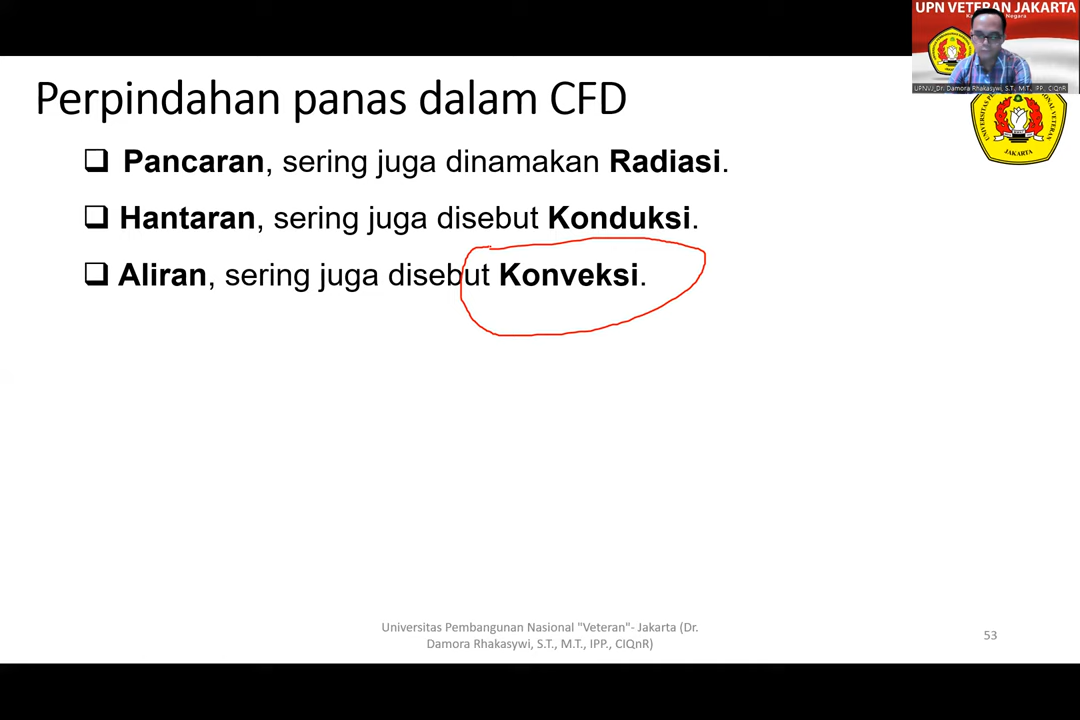 UPN VETERAN JAKARTA
UPNVJ_Dr. Damora Rhakasywi, S.T., M.T., IPP., CIQnR
JAKARTA
Perpindahan panas dalam CFD
❑ Pancaran, sering juga dinamakan Radiasi.
❑ Hantaran, sering juga disebut Konduksi.
❑ Aliran, sering juga disebut Konveksi.
Universitas Pembangunan Nasional "Veteran"- Jakarta (Dr.
Damora Rhakasywi, S.T., M.T., IPP., CIQnR)
53